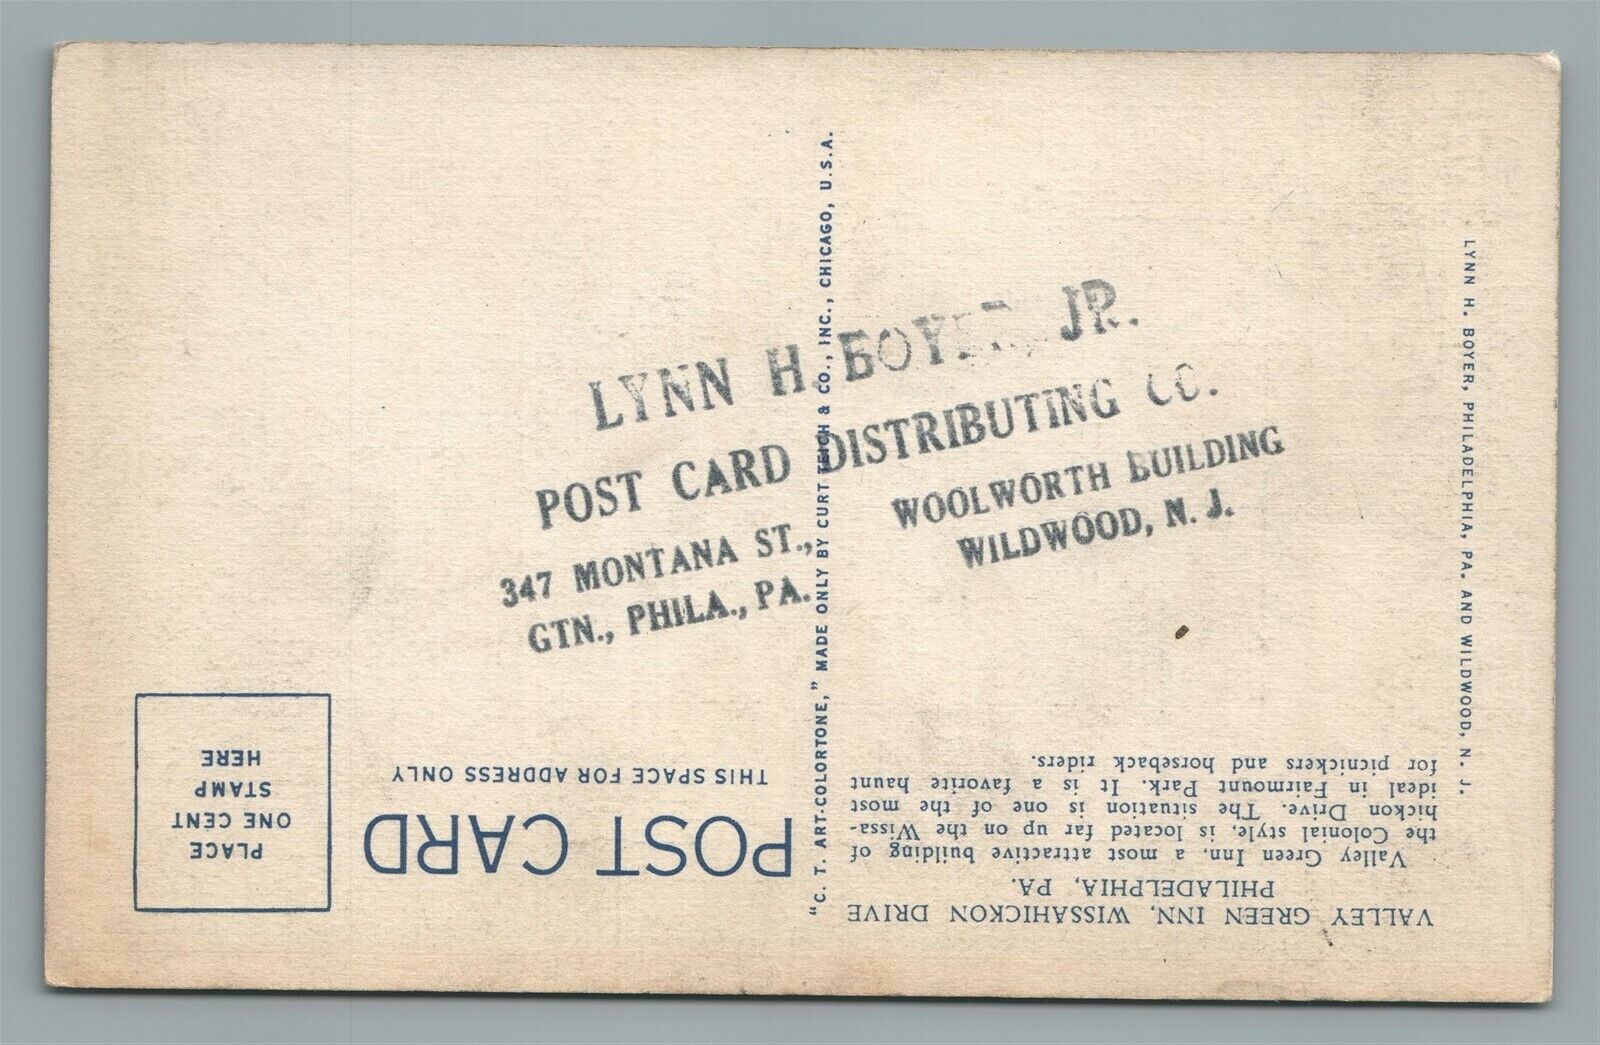 LYNN H. BOYER, JR.
POST CARD DISTRIBUTING CO.
347 MONTANA ST.,
GTN., PHILA., PA.
WOOLWORTH BUILDING
WILDWOOD, N. J.
VALLEY GREEN INN, WISSAHICKON DRIVE
PHILADELPHIA, PA.
Valley Green Inn, a most attractive building of
the Colonial style, is located far up on the Wissa-
hickon Drive. The situation is one of the most
ideal in Fairmount Park. It is a favorite haunt
for picnickers and horseback riders.
POST CARD
THIS SPACE FOR ADDRESS ONLY
PLACE
ONE CENT
STAMP
HERE
"C. T. ART-COLORTONE," MADE ONLY BY CURT TEICH & CO., INC., CHICAGO, U.S.A.
LYNN H. BOYER, PHILADELPHIA, PA. AND WILDWOOD, N. J.